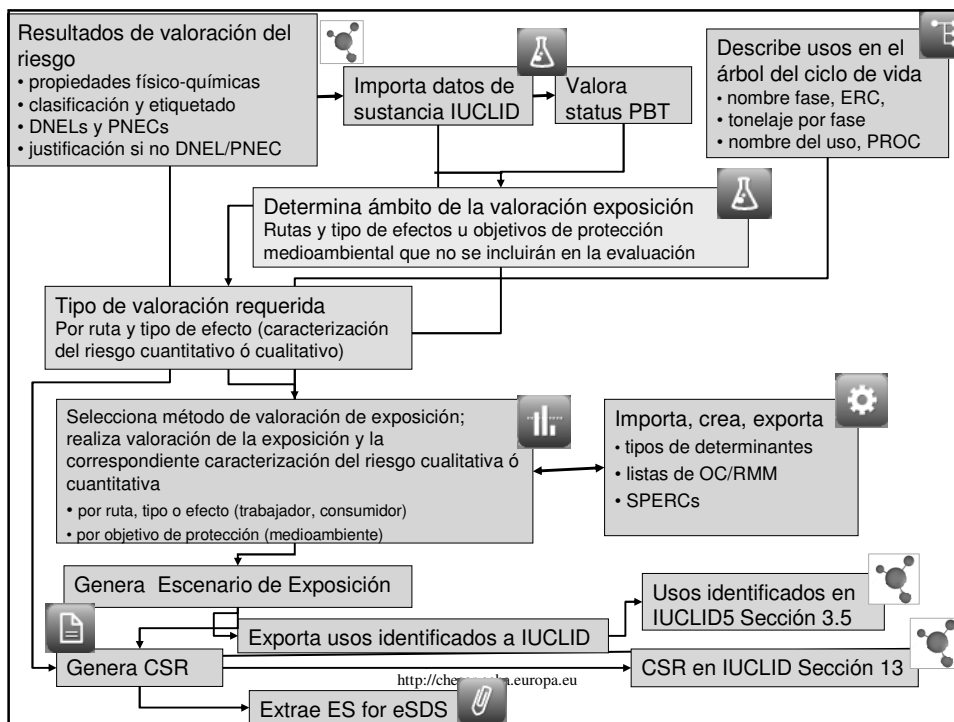 Resultados de valoración del
riesgo
• propiedades físico-químicas
• clasificación y etiquetado
• DNELs y PNECs
• justificación si no DNEL/PNEC
Importa datos de
sustancia IUCLID
Valora
status PBT
Describe usos en el
árbol del ciclo de vida
• nombre fase, ERC,
• tonelaje por fase
• nombre del uso, PROC
Determina ámbito de la valoración exposición
Rutas y tipo de efectos u objetivos de protección
medioambiental que no se incluirán en la evaluación
Tipo de valoración requerida
Por ruta y tipo de efecto (caracterización
del riesgo cuantitativo ó cualitativo)
Selecciona método de valoración de exposición;
realiza valoración de la exposición y la
correspondiente caracterización del riesgo cualitativa ó
cuantitativa
• por ruta, tipo o efecto (trabajador, consumidor)
• por objetivo de protección (medioambiente)
Importa, crea, exporta
• tipos de determinantes
• listas de OC/RMM
• SPERCs
Genera Escenario de Exposición
Exporta usos identificados a IUCLID
Usos identificados en
IUCLID5 Sección 3.5
Genera CSR
CSR en IUCLID Sección 13
Extrae ES for eSDS